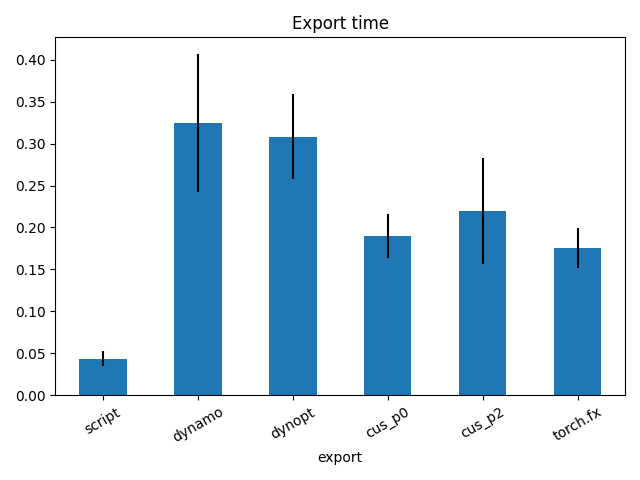 Export time
0.40
0.35
0.30
0.25
0.20
0.15
0.10
0.05
0.00
script
dynamo
dynopt
cus_p0
cus_p2
torch.fx
export